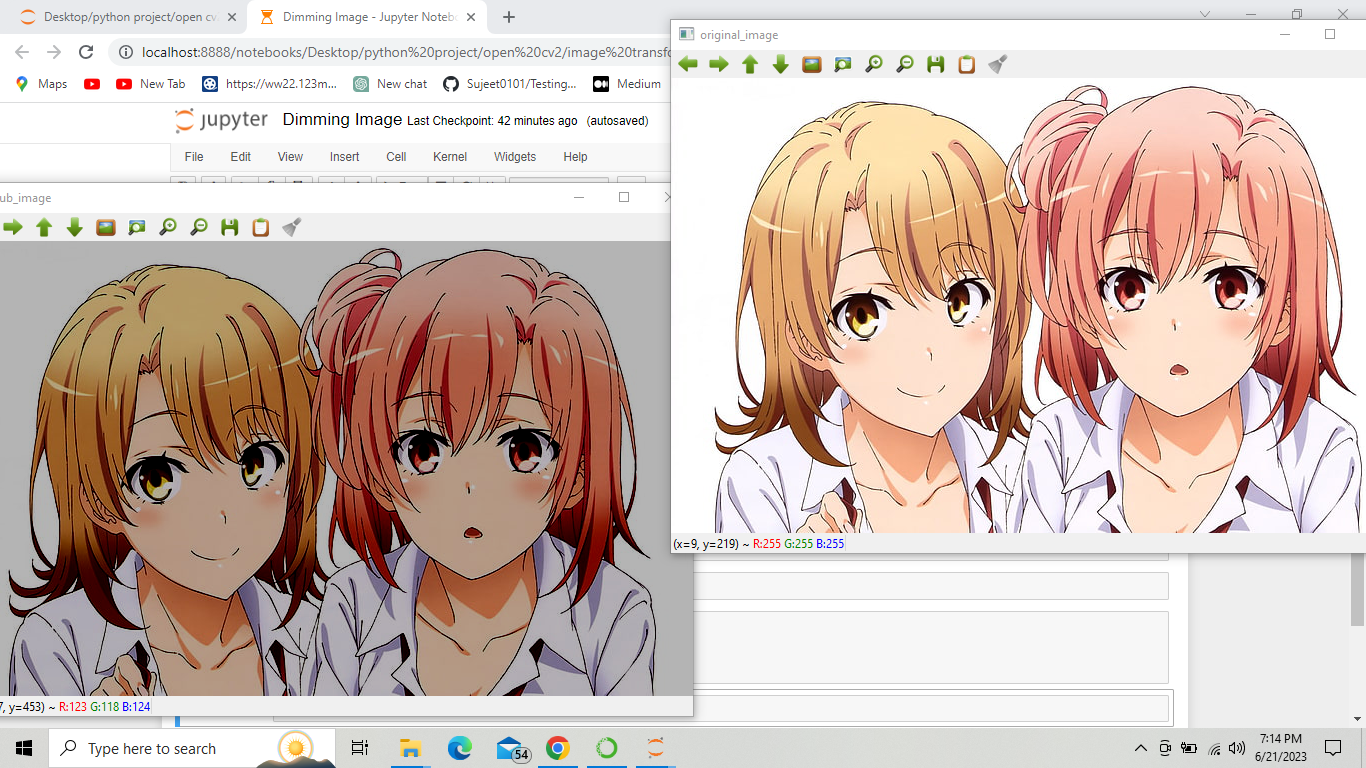 Desktop/python project/open cv
Dimming Image - Jupyter Noteb
localhost:8888/notebooks/Desktop/python%20project/open%20cv2/image%20transfo
Maps
New Tab
https://ww22.123m...
New chat
Sujeet0101/Testing...
Medium
jupyter Dimming Image Last Checkpoint: 42 minutes ago (autosaved)
File Edit View Insert Cell Kernel Widgets Help
original_image
(x=9, y=219) ~ R:255 G:255 B:255
ub_image
7, y=453) ~ R:123 G:118 B:124
Type here to search
54
7:14 PM
6/21/2023